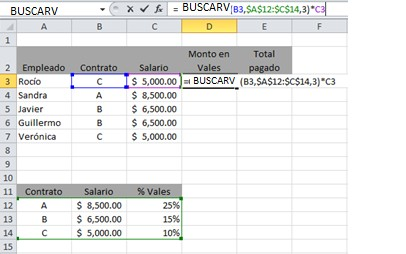 BUSCARV = BUSCARV(B3,$A$12:$C$14,3)*C3
A B C D E F
1
2 Empleado Contrato Salario Monto en Vales Total pagado
3 Rocío C $ 5,000.00 =( BUSCARV (B3,$A$12:$C$14,3)*C3
4 Sandra A $ 8,500.00
5 Javier B $ 6,500.00
6 Guillermo B $ 6,500.00
7 Verónica C $ 5,000.00
8
9
10
11 Contrato Salario % Vales
12 A $ 8,500.00 25%
13 B $ 6,500.00 15%
14 C $ 5,000.00 10%
15